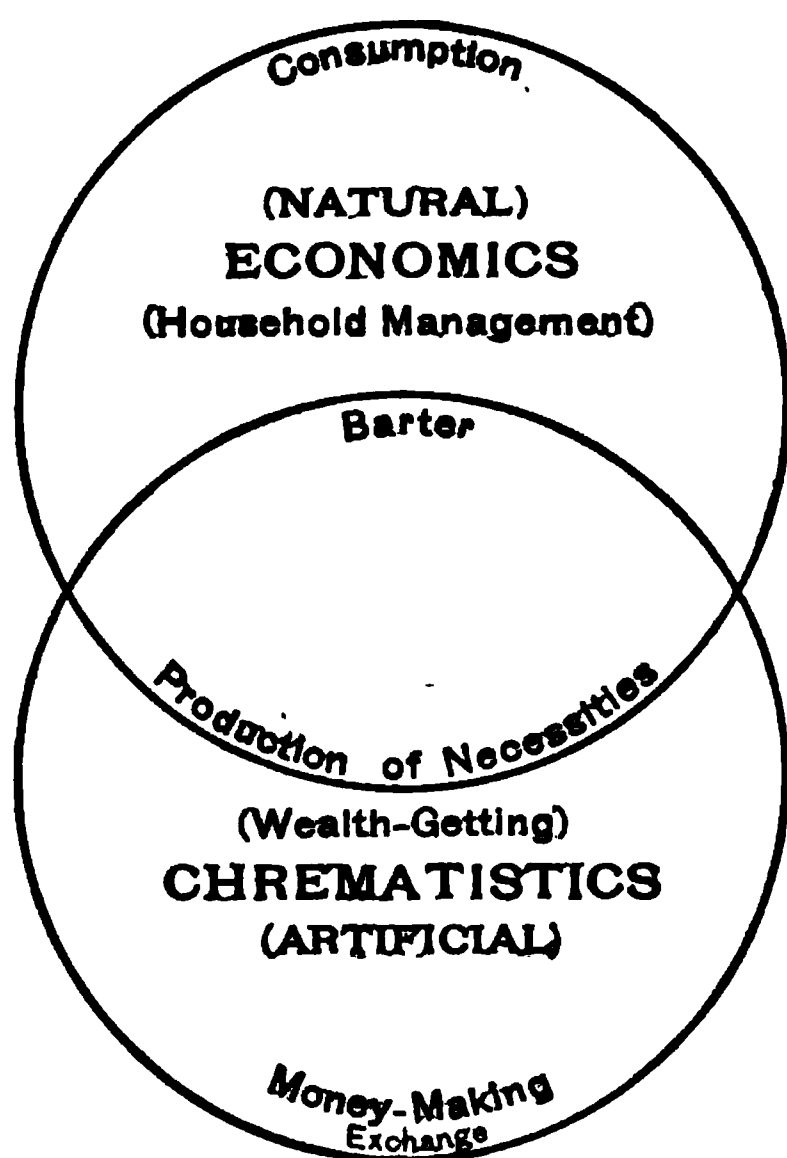 Consumption
(NATURAL)
ECONOMICS
(Household Management)
Barter
Production of Necessities
(Wealth-Getting)
CHREMATISTICS
(ARTIFICIAL)
Money-Making
Exchange